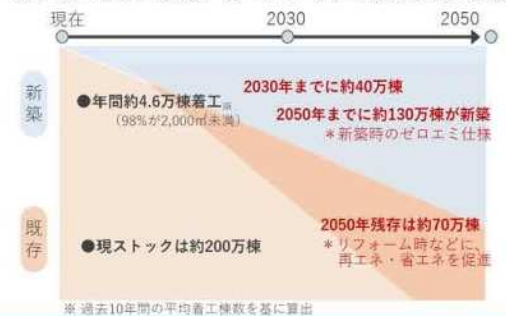 現在
2030
2050
新築
●年間約4.6万棟着工※
(98%が2,000㎡未満)
2030年までに約40万棟
2050年までに約130万棟が新築
＊新築時のゼロエミ仕様
既存
●現ストックは約200万棟
2050年残存は約70万棟
＊リフォーム時などに、
再エネ・省エネを促進
※ 過去10年間の平均着工棟数を基に算出